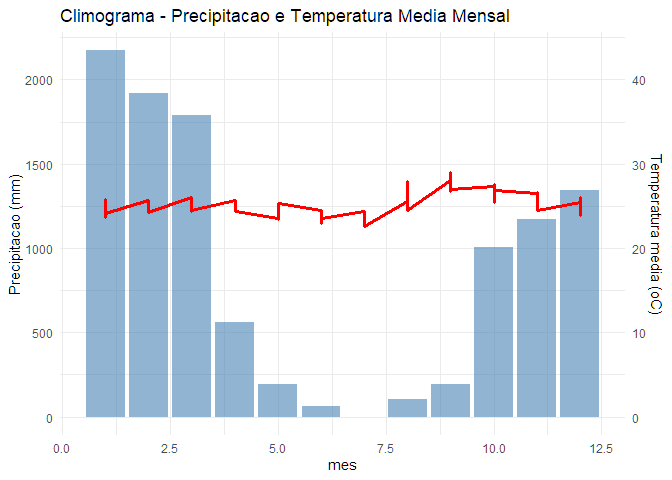 Climograma - Precipitacao e Temperatura Media Mensal
2000
1500
1000
500
0
Precipitacao (mm)
40
30
20
10
0
Temperatura media (oC)
0.0 2.5 5.0 7.5 10.0 12.5
mes